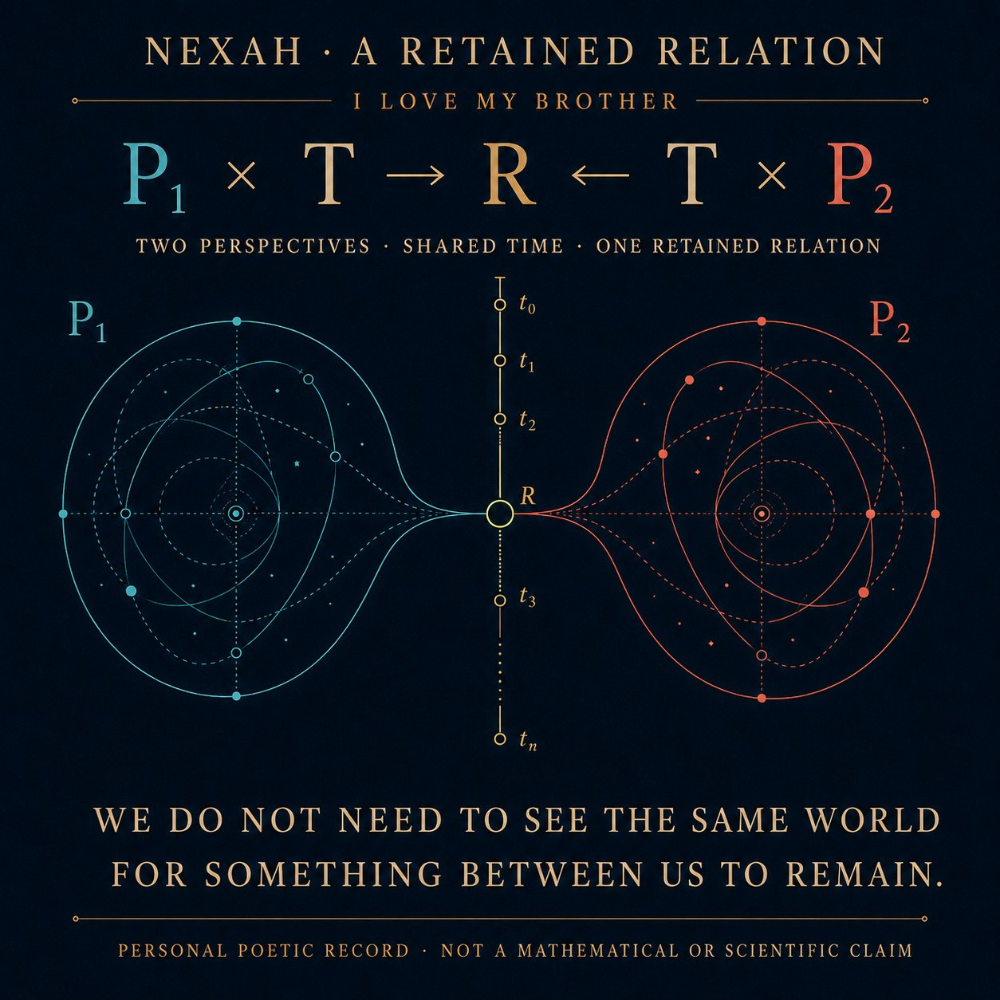 NEXAH · A RETAINED RELATION
I LOVE MY BROTHER
P₁ × T → R ← T × P₂
TWO PERSPECTIVES · SHARED TIME · ONE RETAINED RELATION
P₁
P₂
t₀
t₁
t₂
R
t₃
tₙ
WE DO NOT NEED TO SEE THE SAME WORLD
FOR SOMETHING BETWEEN US TO REMAIN.
PERSONAL POETIC RECORD · NOT A MATHEMATICAL OR SCIENTIFIC CLAIM